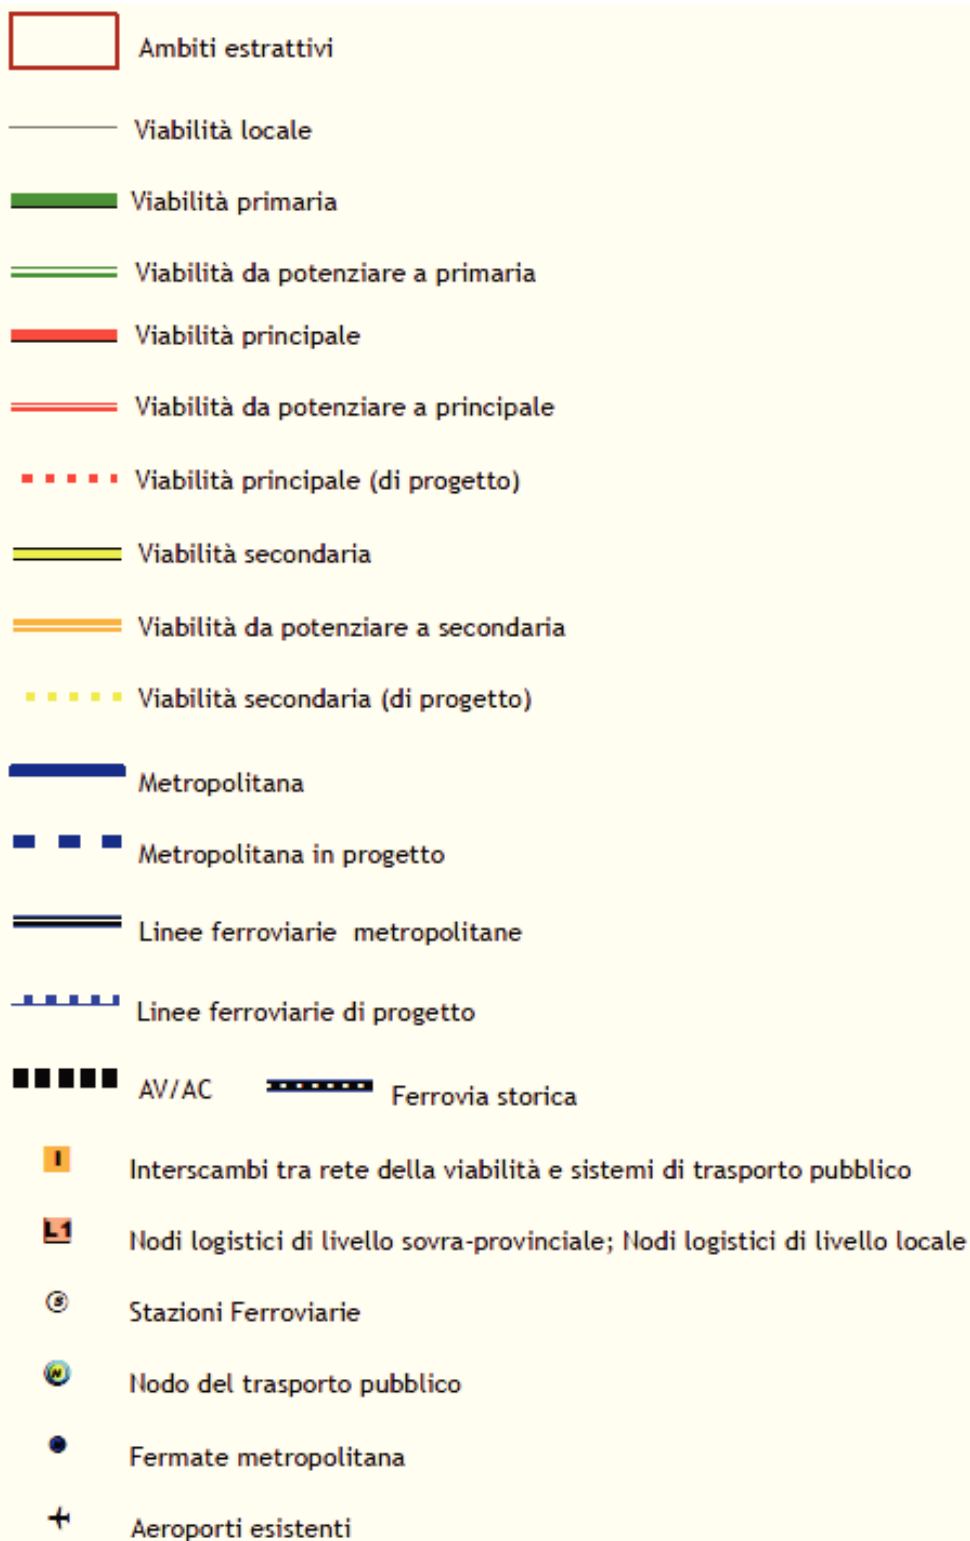 Ambiti estrattivi
Viabilità locale
Viabilità primaria
Viabilità da potenziare a primaria
Viabilità principale
Viabilità da potenziare a principale
Viabilità principale (di progetto)
Viabilità secondaria
Viabilità da potenziare a secondaria
Viabilità secondaria (di progetto)
Metropolitana
Metropolitana in progetto
Linee ferroviarie  metropolitane
Linee ferroviarie di progetto
AV/AC Ferrovia storica
I Interscambi tra rete della viabilità e sistemi di trasporto pubblico
L1 Nodi logistici di livello sovra-provinciale; Nodi logistici di livello locale
S Stazioni Ferroviarie
N Nodo del trasporto pubblico
Fermate metropolitana
Aeroporti esistenti